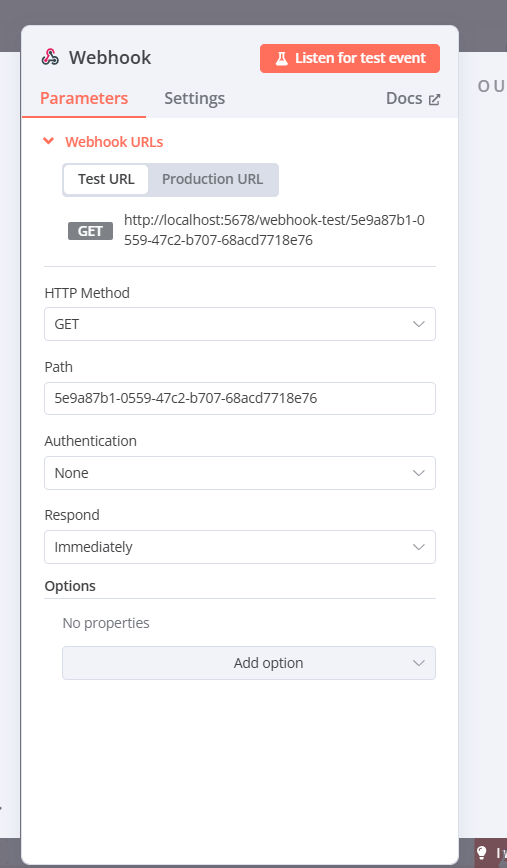 Webhook
Listen for test event
Parameters
Settings
Docs
OU
Webhook URLs
Test URL
Production URL
GET
http://localhost:5678/webhook-test/5e9a87b1-0
559-47c2-b707-68acd7718e76
HTTP Method
GET
Path
5e9a87b1-0559-47c2-b707-68acd7718e76
Authentication
None
Respond
Immediately
Options
No properties
Add option
I